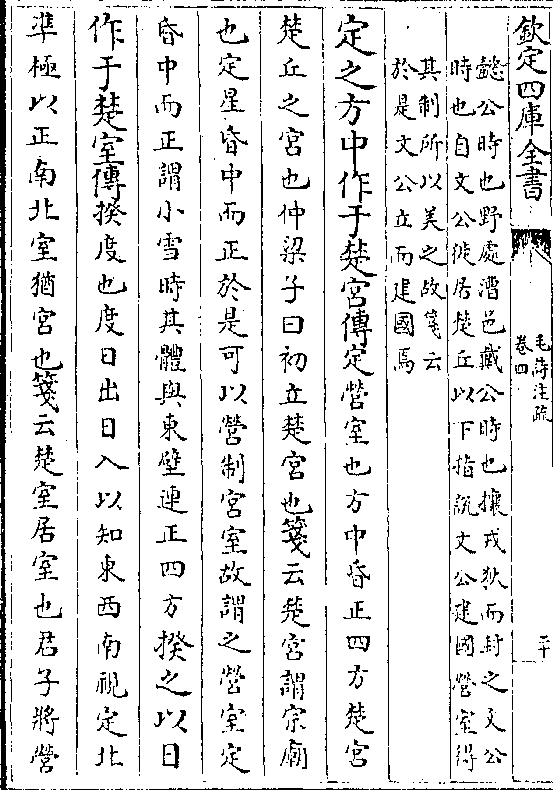 欽定四庫全書
毛詩注疏
卷四
二十
懿公時也野處漕邑戴公時也攘戎狄而封之文公
時也自文公徙居楚丘以下指說文公建國營室得
其制所以美之故箋云
於是文公立而建國焉
定之方中作于楚宮傳定營室也方中昏正四方楚宮
楚丘之宮也仲梁子曰初立楚宮也箋云楚宮謂宗廟
也定星昏中而正於是可以營制宮室故謂之營室定
昏中而正謂小雪時其體與東壁連正四方揆之以日
作于楚室傳揆度也度日出日入以知東西南視定北
準極以正南北室猶宮也箋云楚室居室也君子將營